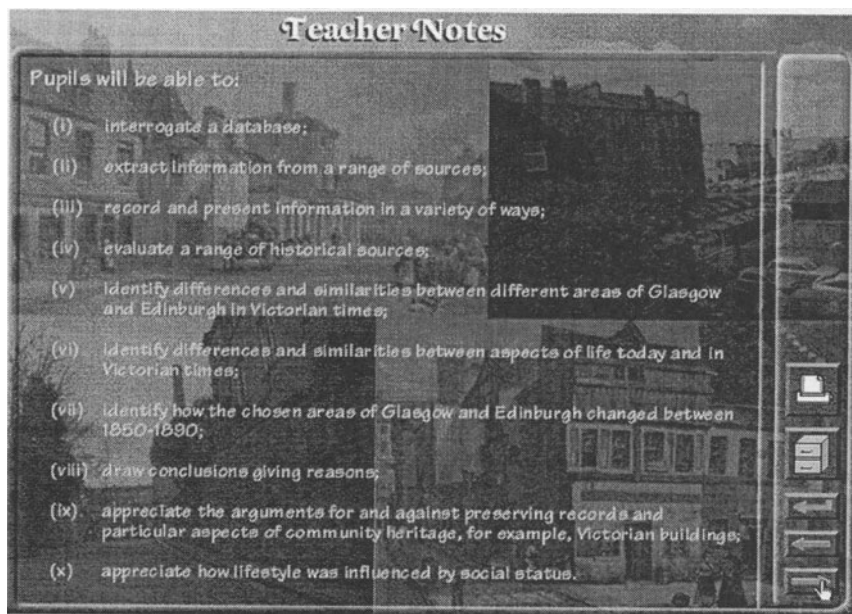 Teacher Notes
Pupils will be able to:
(i) interrogate a database;
(ii) extract information from a range of sources;
(iii) record and present information in a variety of ways;
(iv) evaluate a range of historical sources;
(v) identify differences and similarities between different areas of Glasgow
and Edinburgh in Victorian times;
(vi) identify differences and similarities between aspects of life today and in
Victorian times;
(vii) identify how the chosen areas of Glasgow and Edinburgh changed between
1850-1890;
(viii) draw conclusions giving reasons;
(ix) appreciate the arguments for and against preserving records and
particular aspects of community heritage, for example, Victorian buildings;
(x) appreciate how lifestyle was influenced by social status.